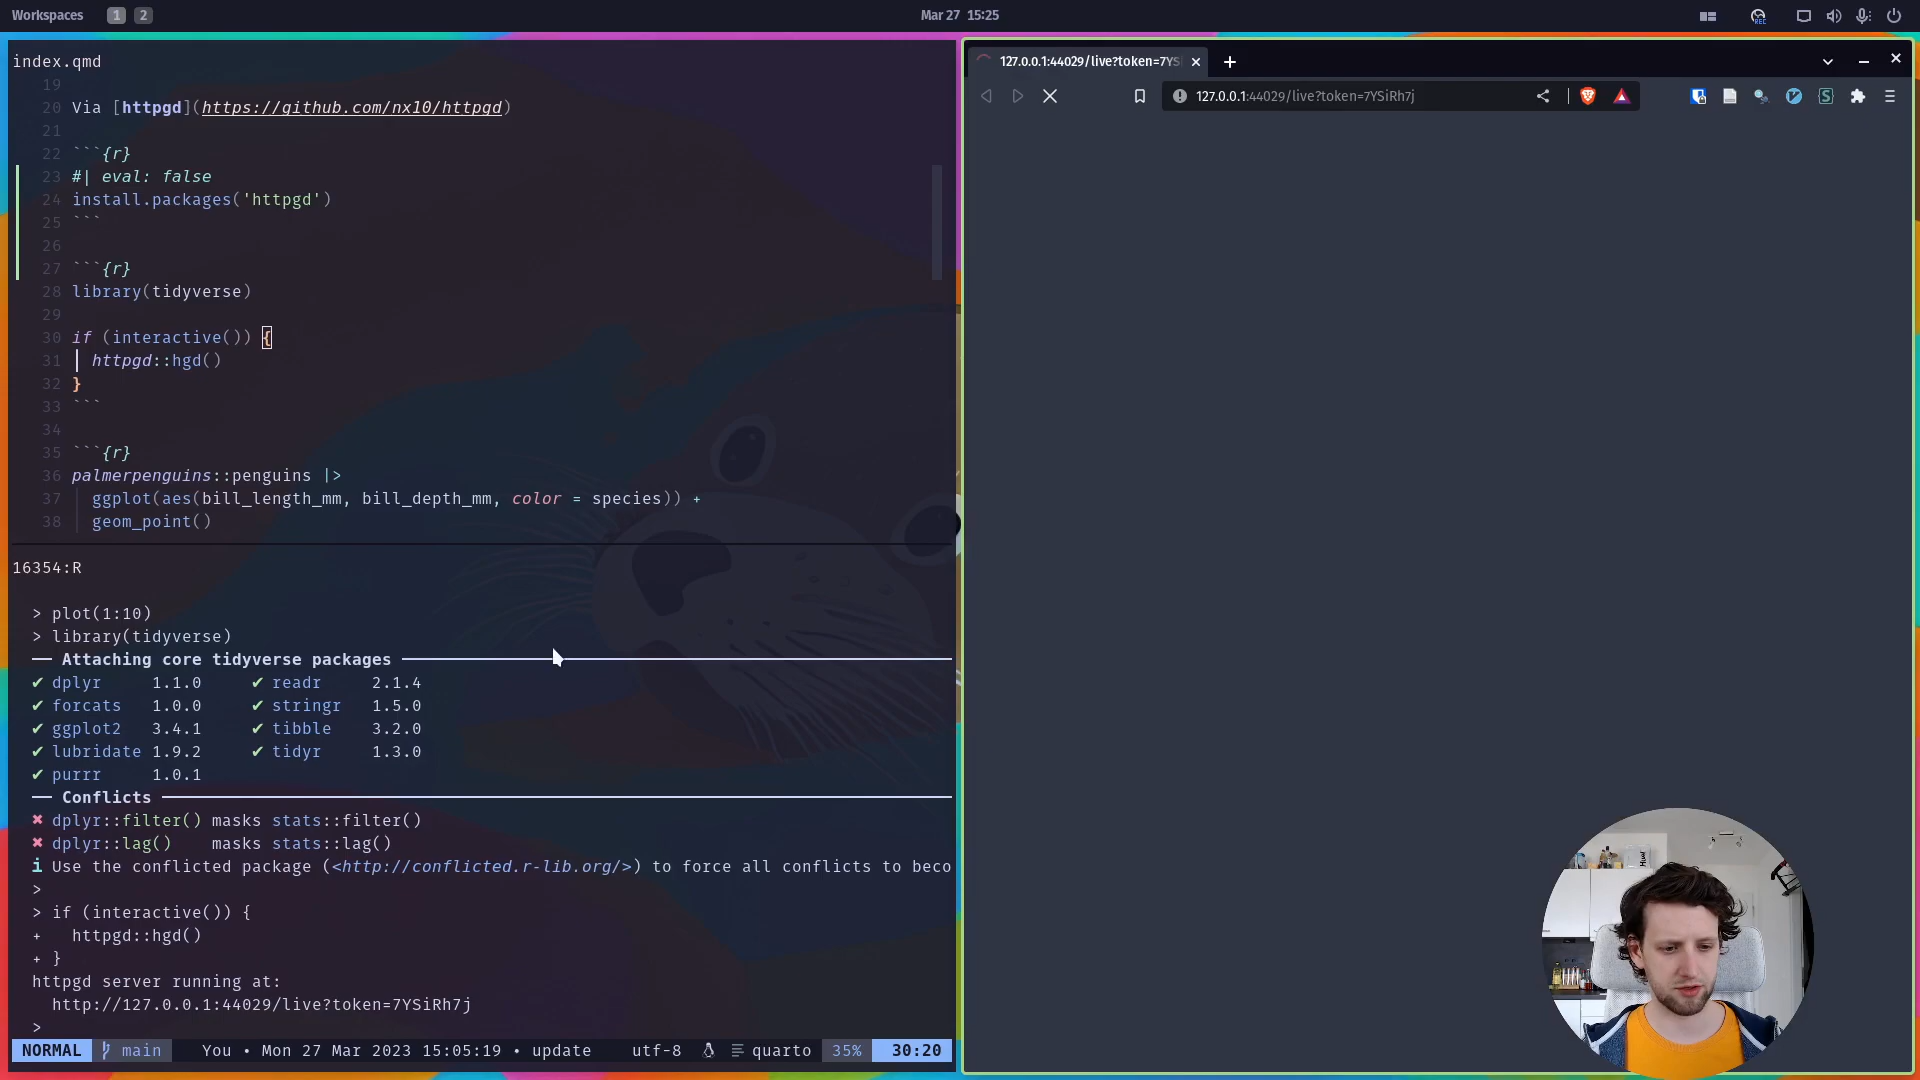 Workspaces 1 2 Mar 27 15:25
REC
index.qmd
19
20 Via [httpgd](https://github.com/nx10/httpgd)
21
22 ```{r}
23 #| eval: false
24 install.packages('httpgd')
25 ```
26
27 ```{r}
28 library(tidyverse)
29
30 if (interactive()) {
31 httpgd::hgd()
32 }
33 ```
34
35 ```{r}
36 palmerpenguins::penguins |>
37 ggplot(aes(bill_length_mm, bill_depth_mm, color = species)) +
38 geom_point()
16354:R
> plot(1:10)
> library(tidyverse)
── Attaching core tidyverse packages ──
✔ dplyr 1.1.0 ✔ readr 2.1.4
✔ forcats 1.0.0 ✔ stringr 1.5.0
✔ ggplot2 3.4.1 ✔ tibble 3.2.0
✔ lubridate 1.9.2 ✔ tidyr 1.3.0
✔ purrr 1.0.1
── Conflicts ──
✖ dplyr::filter() masks stats::filter()
✖ dplyr::lag() masks stats::lag()
ℹ Use the conflicted package (<http://conflicted.r-lib.org/>) to force all conflicts to beco
>
> if (interactive()) {
+ httpgd::hgd()
+ }
httpgd server running at:
http://127.0.0.1:44029/live?token=7YSiRh7j
>
NORMAL main You • Mon 27 Mar 2023 15:05:19 • update utf-8 quarto 35% 30:20
127.0.0.1:44029/live?token=7YS
127.0.0.1:44029/live?token=7YSiRh7j